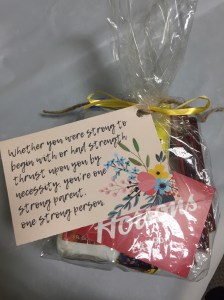 Whether you were strong to
begin with or had strength
thrust upon you by
necessity, you're one
strong parent.
one strong person.